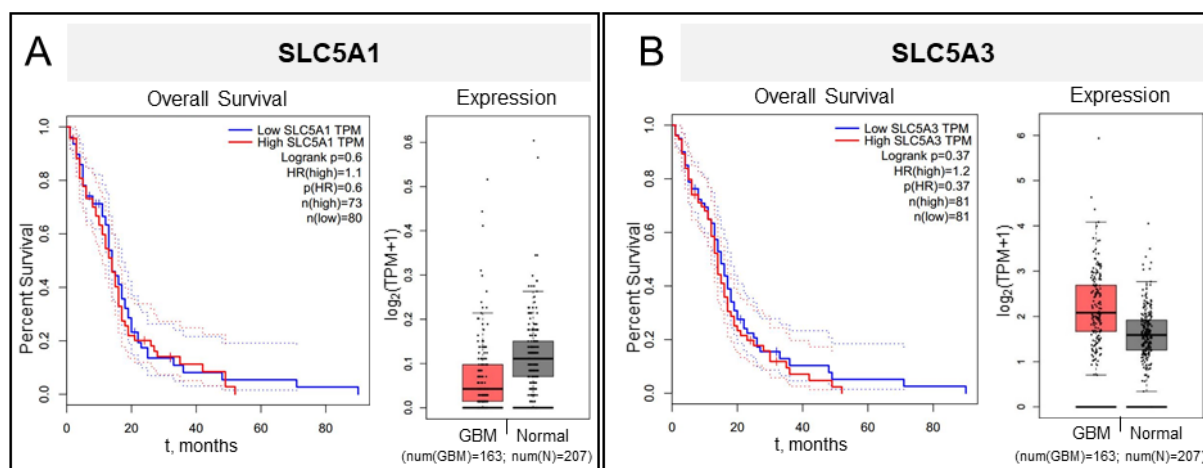 A
SLC5A1
Overall Survival
Low SLC5A1 TPM
High SLC5A1 TPM
Logrank p=0.6
HR(high)=1.1
p(HR)=0.6
n(high)=73
n(low)=80
Percent Survival
1.0
0.8
0.6
0.4
0.2
0.0
0 20 40 60 80
t, months
Expression
log₂(TPM+1)
0.6
0.5
0.4
0.3
0.2
0.1
0.0
GBM Normal
(num(GBM)=163; num(N)=207)
B
SLC5A3
Overall Survival
Low SLC5A3 TPM
High SLC5A3 TPM
Logrank p=0.37
HR(high)=1.2
p(HR)=0.37
n(high)=81
n(low)=81
Percent Survival
1.0
0.8
0.6
0.4
0.2
0.0
0 20 40 60 80
t, months
Expression
log₂(TPM+1)
6
5
4
3
2
1
0
GBM Normal
(num(GBM)=163; num(N)=207)